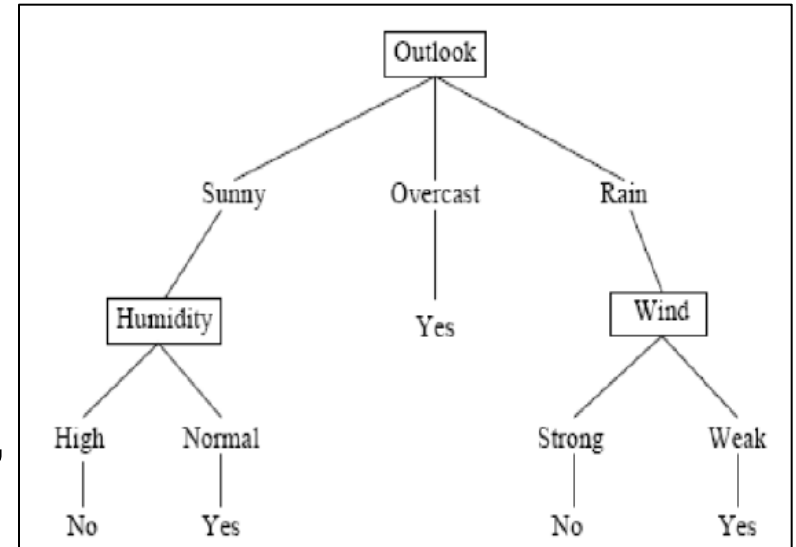 Outlook
Sunny Overcast Rain
Humidity Yes Wind
High Normal Strong Weak
No Yes No Yes
,